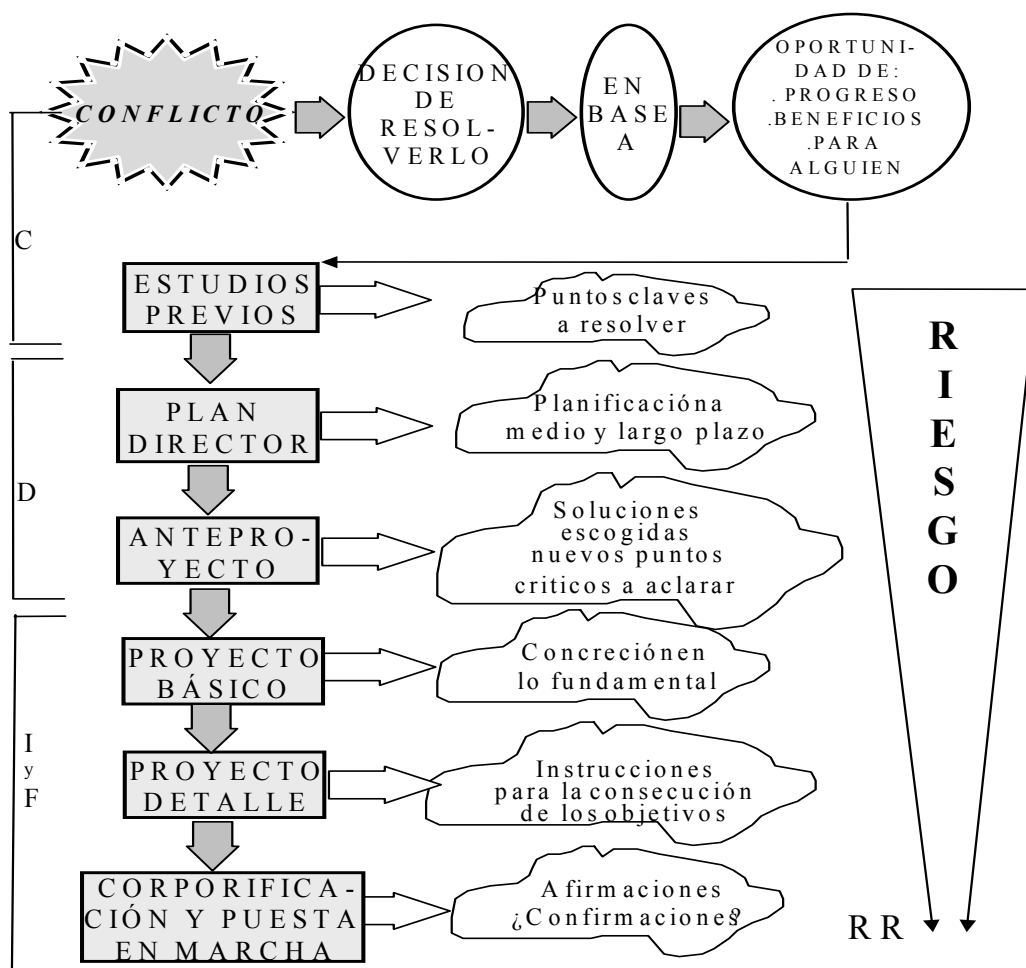 CONFLICTO
DECISION
DE
RESOL-
VERLO
EN
BASE
A
OPORTUNI-
DAD DE:
. PROGRESO
.BENEFICIOS
.PARA
ALGUIEN
C
ESTUDIOS
PREVIOS
Puntos claves
a resolver
PLAN
DIRECTOR
Planificación a
medio y largo plazo
D
ANTEPRO-
YECTO
Soluciones
escogidas
nuevos puntos
criticos a aclarar
PROYECTO
BÁSICO
Concreción en
lo fundamental
I
y
F
PROYECTO
DETALLE
Instrucciones
para la consecución
de los objetivos
CORPORIFICA-
CIÓN Y PUESTA
EN MARCHA
Afirmaciones
¿Confirmaciones?
R
I
E
S
G
O
RR